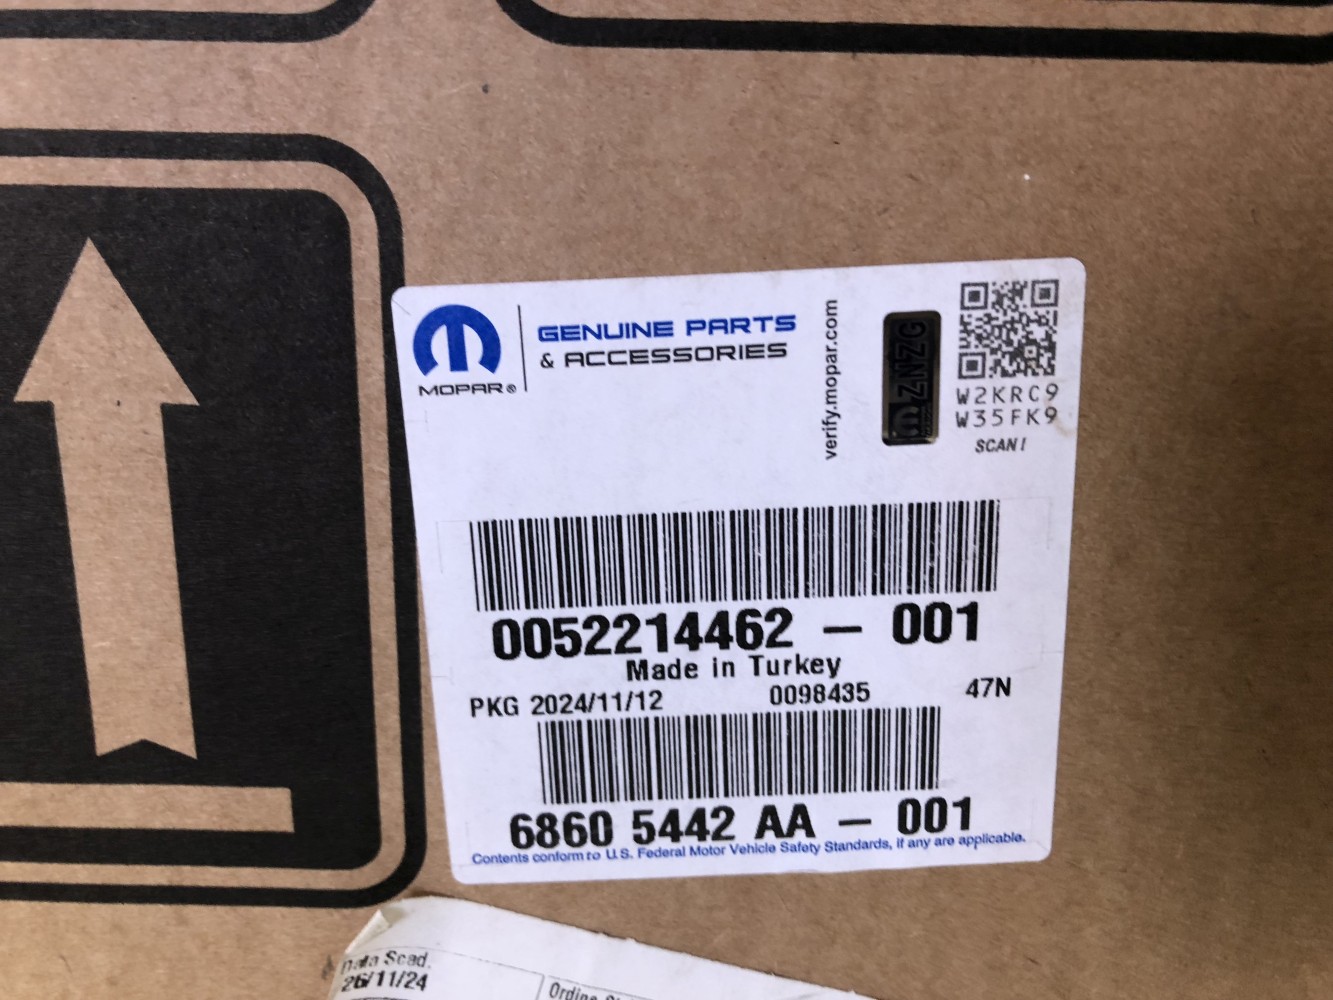 MOPAR®
GENUINE PARTS
& ACCESSORIES
verify.mopar.com
ZNZG
W2KRC9
W35FK9
SCAN!
0052214462 – 001
Made in Turkey
PKG 2024/11/12 0098435 47N
6860 5442 AA – 001
Contents conform to U.S. Federal Motor Vehicle Safety Standards, if any are applicable.
Data Scad.
26/11/24